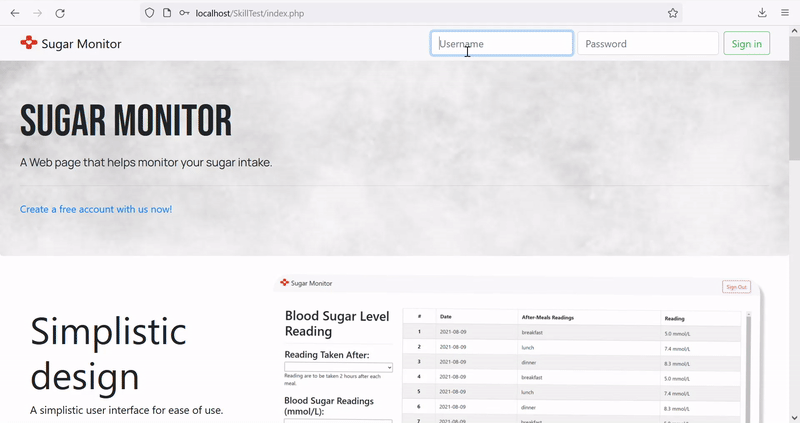 localhost/SkillTest/index.php
Sugar Monitor
Username
Password
Sign in
SUGAR MONITOR
A Web page that helps monitor your sugar intake.
Create a free account with us now!
Simplistic
design
A simplistic user interface for ease of use.
Sugar Monitor
Sign Out
Blood Sugar Level
Reading
Reading Taken After:
Reading are to be taken 2 hours after each
meal.
Blood Sugar Readings
(mmol/L):
# Date After-Meals Readings Reading
1 2021-08-09 breakfast 5.0 mmol/L
2 2021-08-09 lunch 7.4 mmol/L
3 2021-08-09 dinner 8.3 mmol/L
4 2021-08-09 breakfast 5.0 mmol/L
5 2021-08-09 lunch 7.4 mmol/L
6 2021-08-09 dinner 8.3 mmol/L
7 2021-08-09 breakfast